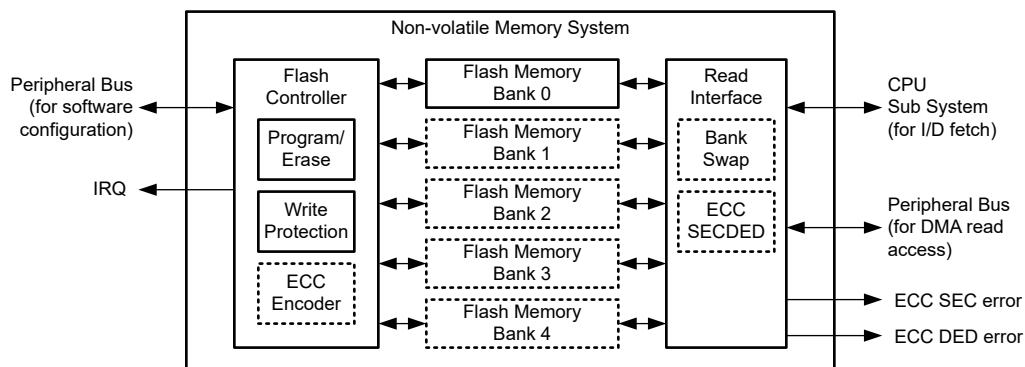 Non-volatile Memory System
Peripheral Bus
(for software
configuration)
IRQ
Flash
Controller
Program/
Erase
Write
Protection
ECC
Encoder
Flash Memory
Bank 0
Flash Memory
Bank 1
Flash Memory
Bank 2
Flash Memory
Bank 3
Flash Memory
Bank 4
Read
Interface
Bank
Swap
ECC
SECDED
CPU
Sub System
(for I/D fetch)
Peripheral Bus
(for DMA read
access)
ECC SEC error
ECC DED error